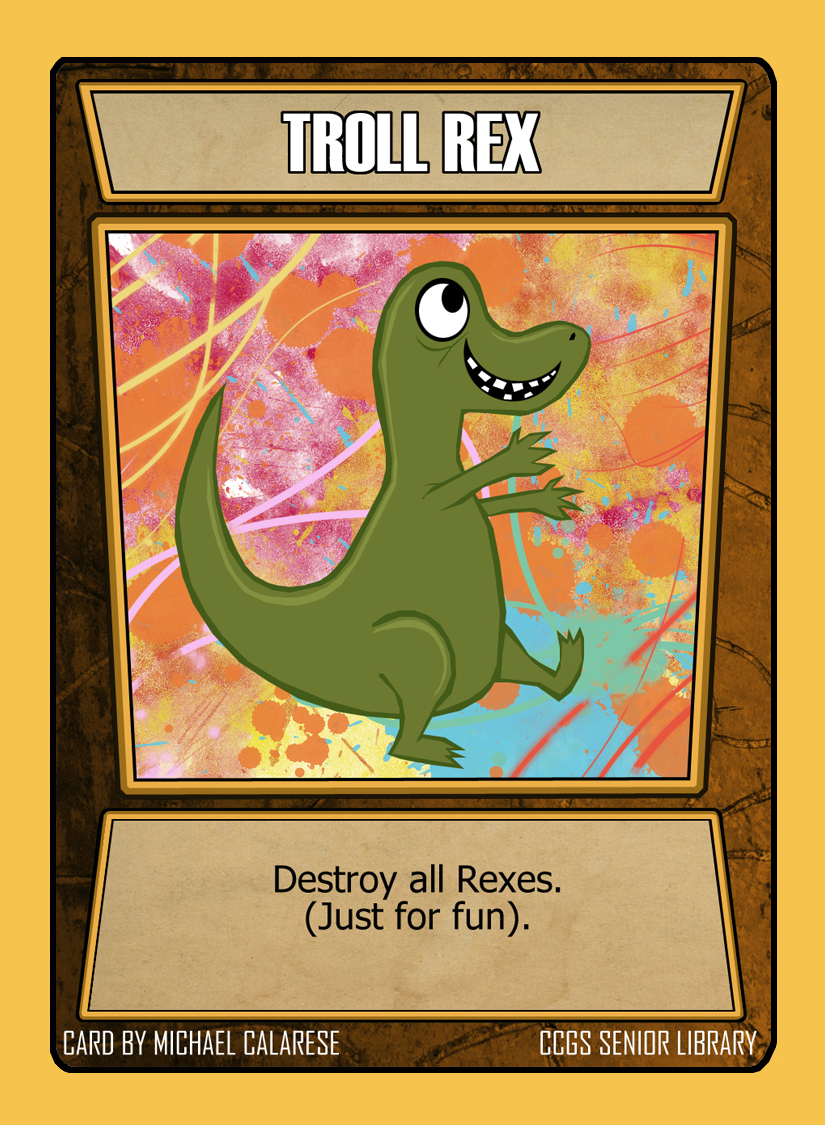 TROLL REX
Destroy all Rexes.
(Just for fun).
CARD BY MICHAEL CALARESE
CCGS SENIOR LIBRARY